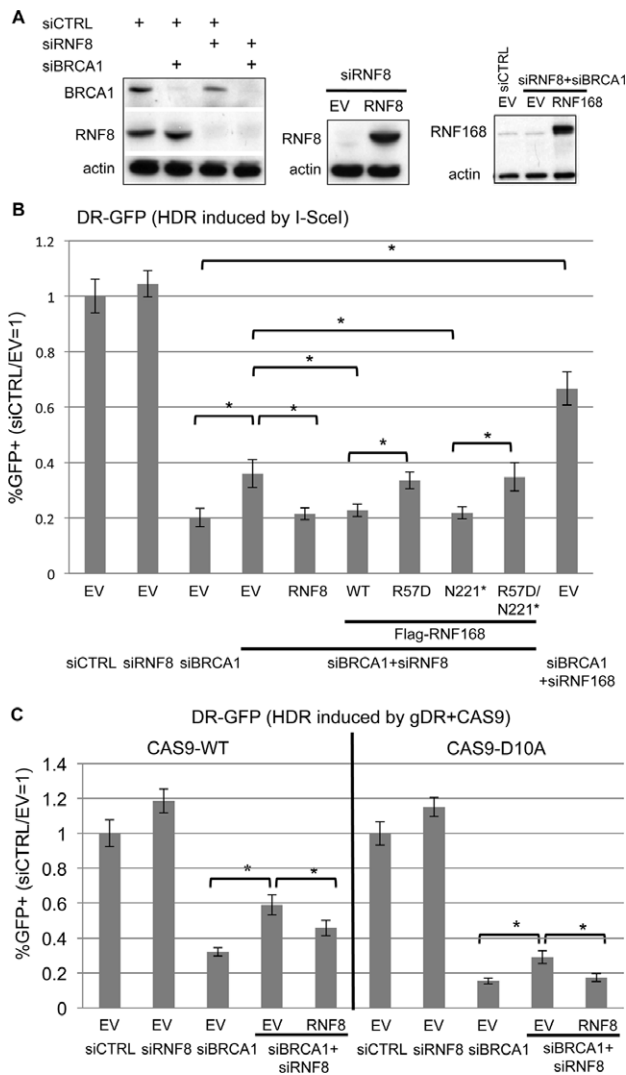 A
siCTRL + + +
siRNF8 + +
siBRCA1 + +
BRCA1
RNF8
actin
siRNF8
EV RNF8
RNF8
actin
siCTRL
siRNF8+siBRCA1
EV EV RNF168
RNF168
actin
B
DR-GFP (HDR induced by I-SceI)
%GFP+ (siCTRL/EV=1)
1.2
1
0.8
0.6
0.4
0.2
0
* * * * * * *
EV EV EV EV RNF8 WT R57D N221* R57D/N221* EV
Flag-RNF168
siCTRL siRNF8 siBRCA1 siBRCA1+siRNF8 siBRCA1
+siRNF168
C
DR-GFP (HDR induced by gDR+CAS9)
CAS9-WT CAS9-D10A
%GFP+ (siCTRL/EV=1)
1.4
1.2
1
0.8
0.6
0.4
0.2
0
* * * *
EV EV EV EV RNF8 EV EV EV EV RNF8
siCTRL siRNF8 siBRCA1 siBRCA1+ siCTRL siRNF8 siBRCA1 siBRCA1+
siRNF8 siRNF8